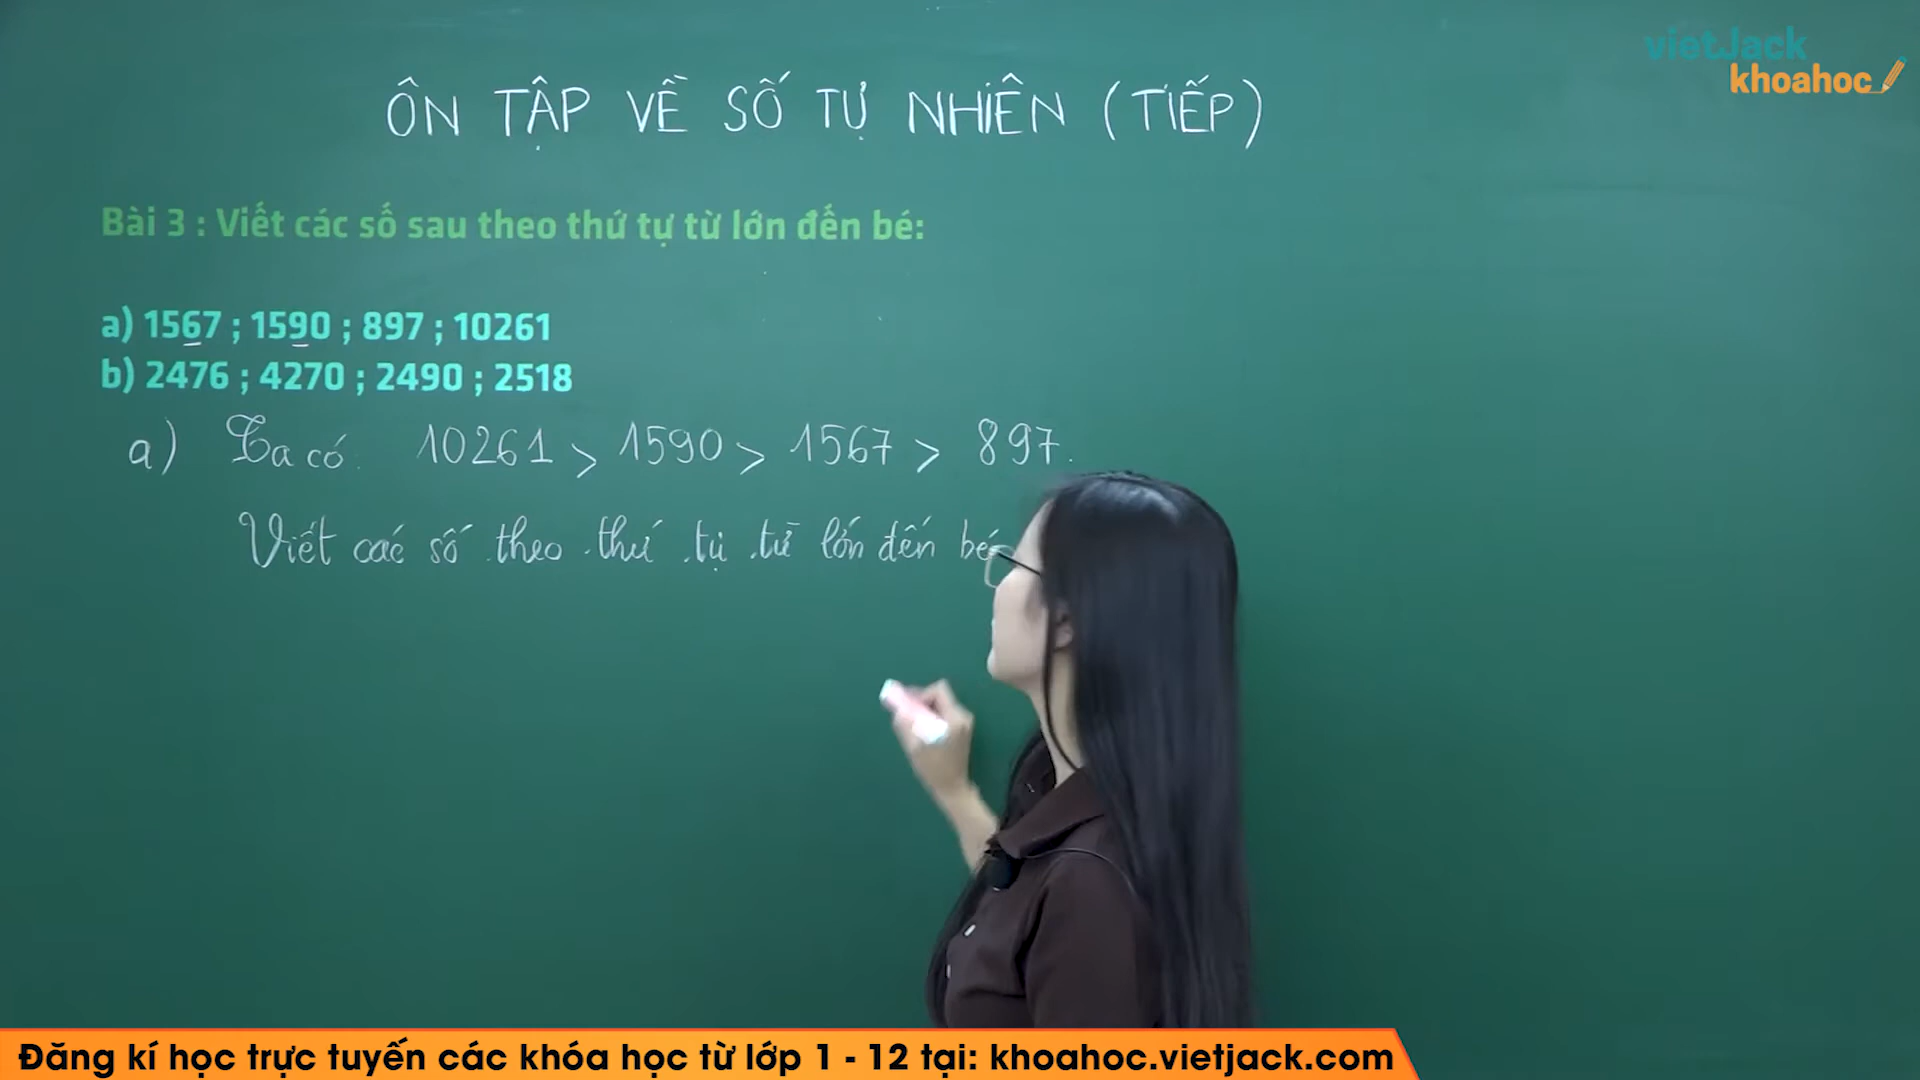 vietJack
khoahoc
ÔN TẬP VỀ SỐ TỰ NHIÊN (TIẾP)
Bài 3 : Viết các số sau theo thứ tự từ lớn đến bé:
a) 1567 ; 1590 ; 897 ; 10261
b) 2476 ; 4270 ; 2490 ; 2518
a) Ta có: 10261 > 1590 > 1567 > 897.
Viết các số theo thứ tự từ lớn đến bé
Đăng kí học trực tuyến các khóa học từ lớp 1 - 12 tại: khoahoc.vietjack.com